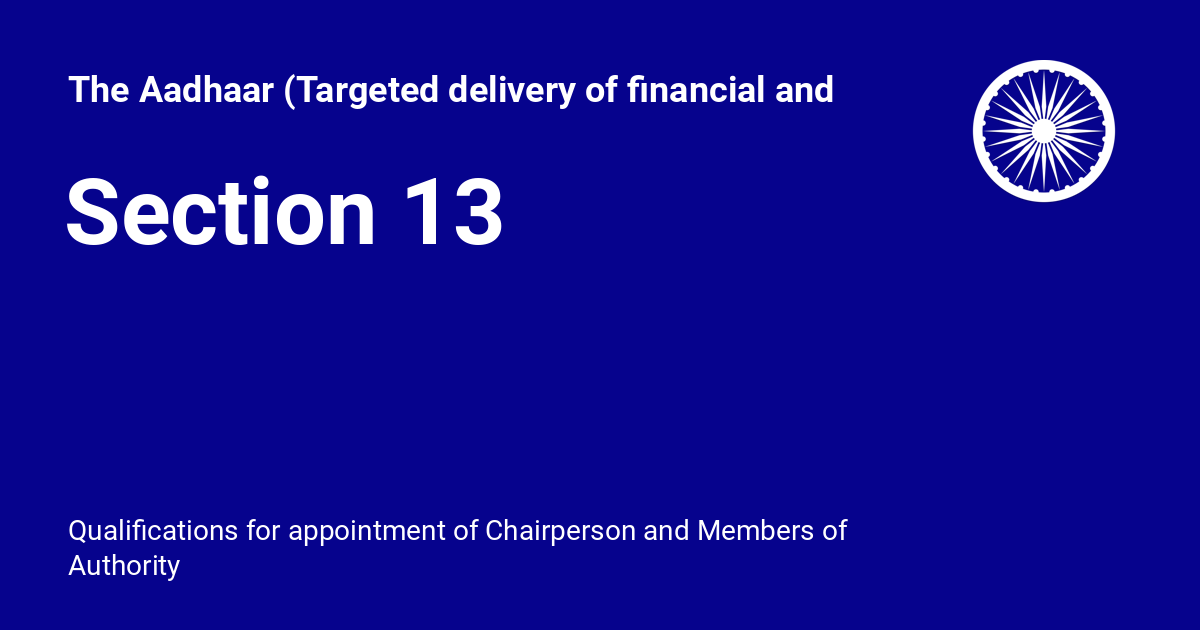 The Aadhaar (Targeted delivery of financial and
Section 13
Qualifications for appointment of Chairperson and Members of
Authority